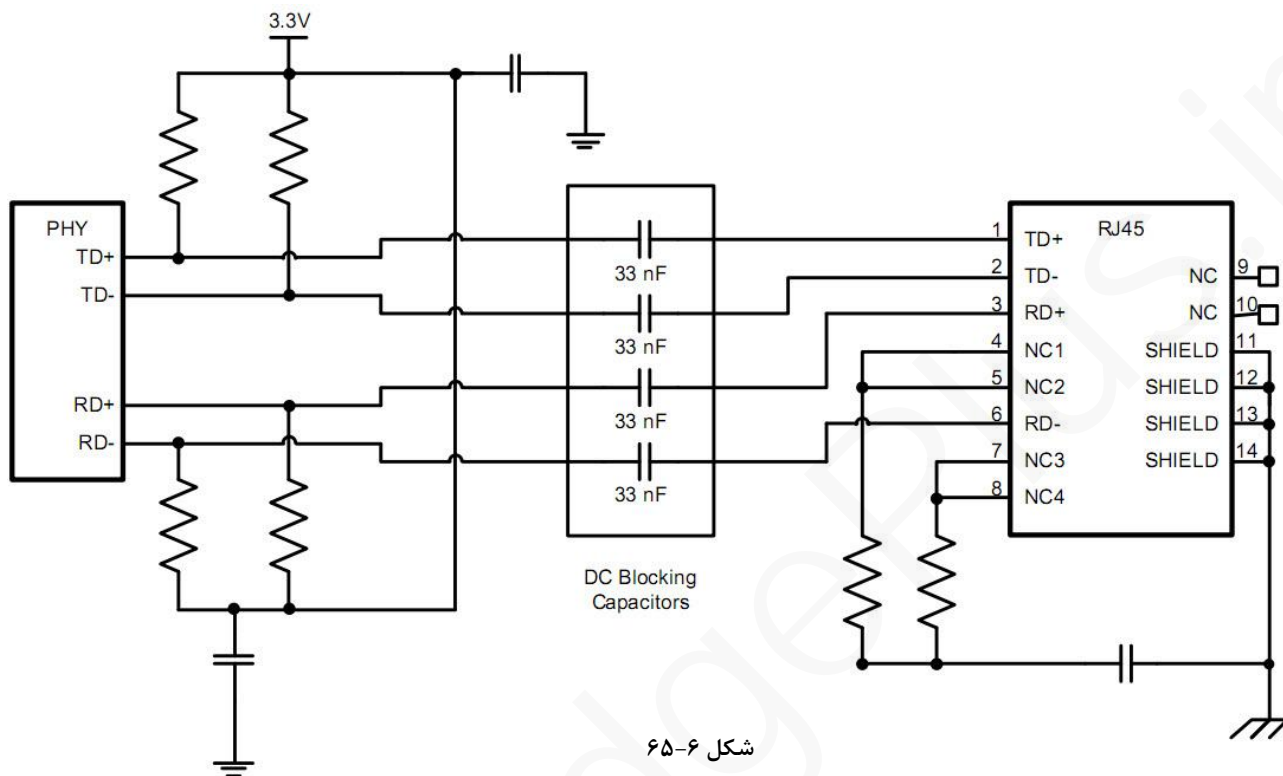 3.3V
PHY
TD+
TD-
RD+
RD-
33 nF
33 nF
33 nF
33 nF
DC Blocking
Capacitors
RJ45
1 TD+
2 TD-
3 RD+
4 NC1
5 NC2
6 RD-
7 NC3
8 NC4
NC 9
NC 10
SHIELD 11
SHIELD 12
SHIELD 13
SHIELD 14
شکل ۶-۶۵